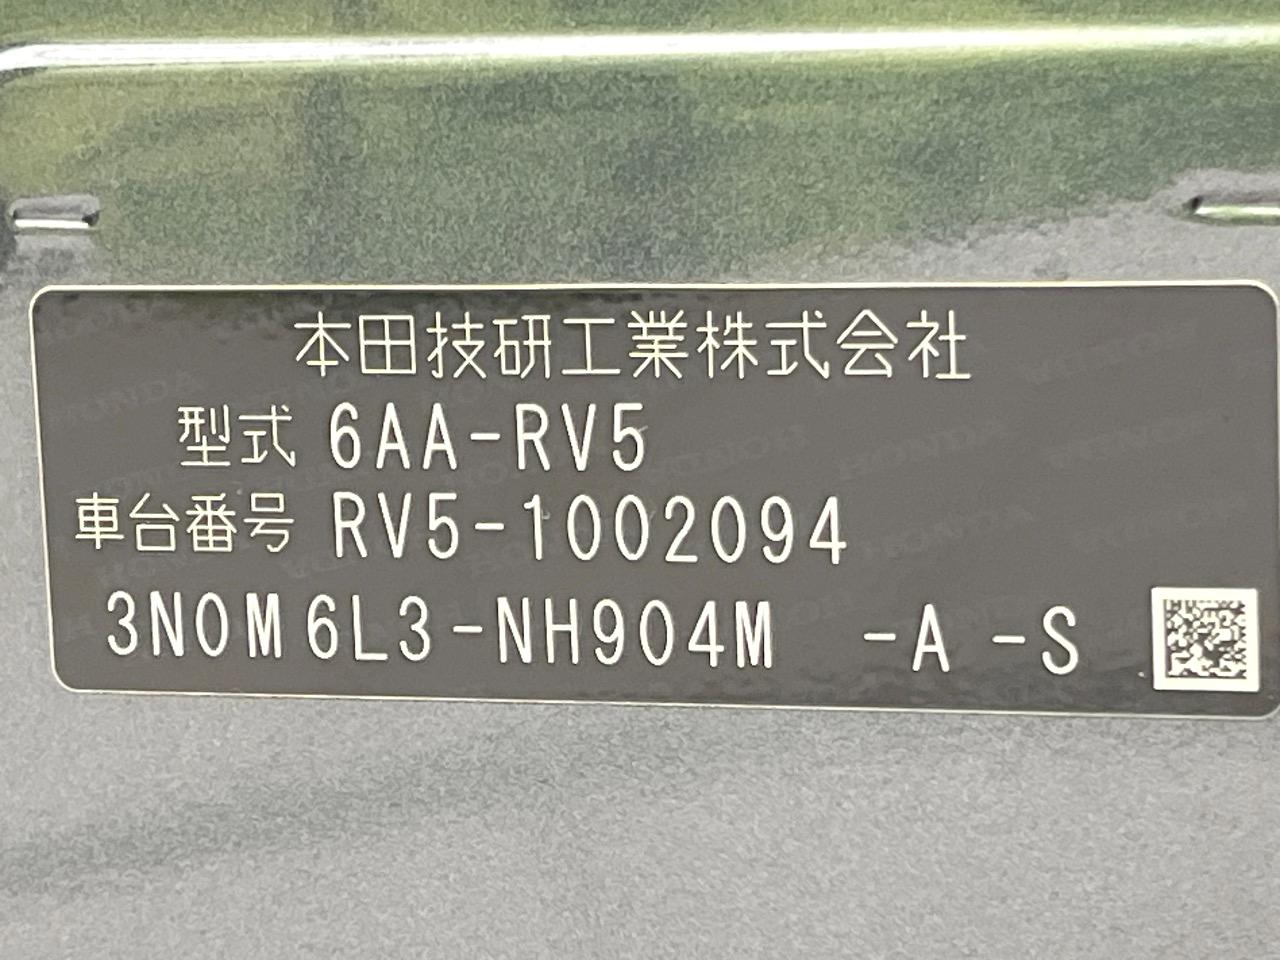 本田技研工業株式会社
型式 6AA-RV5
車台番号 RV5-1002094
3N0M6L3-NH904M -A -S